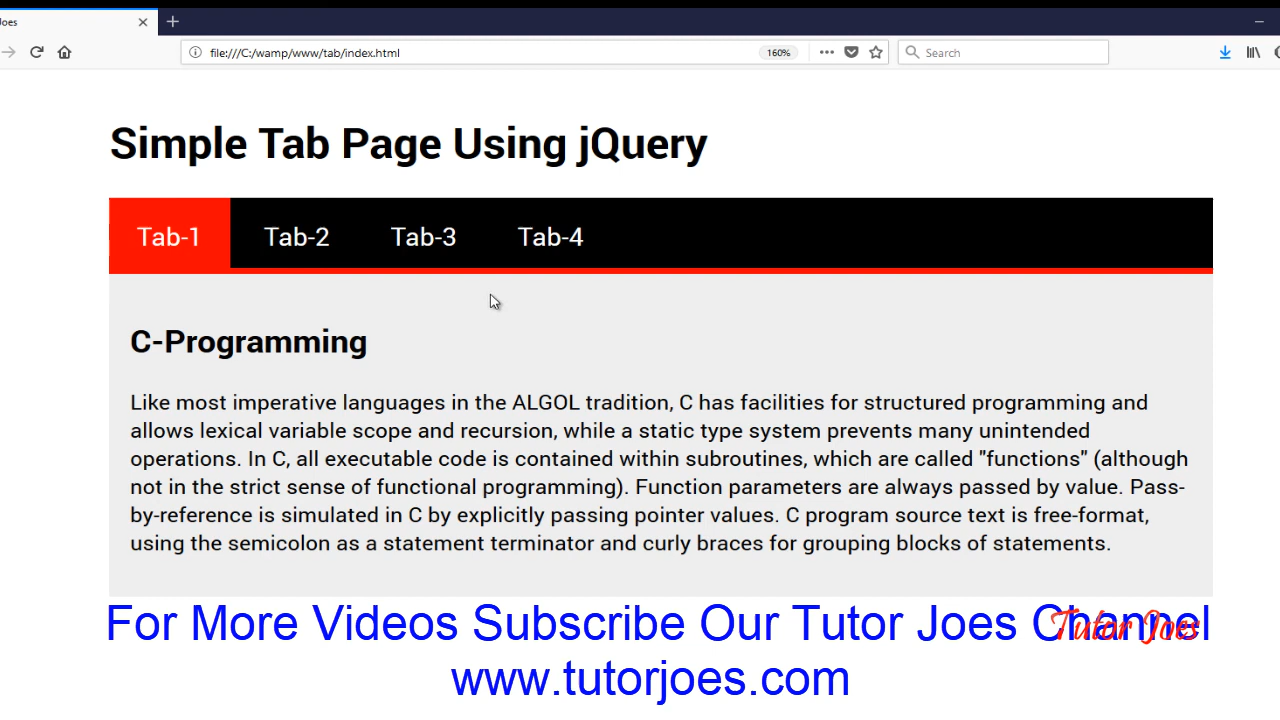 Joes
file:///C:/wamp/www/tab/index.html 160% Search
Simple Tab Page Using jQuery
Tab-1 Tab-2 Tab-3 Tab-4
C-Programming
Like most imperative languages in the ALGOL tradition, C has facilities for structured programming and
allows lexical variable scope and recursion, while a static type system prevents many unintended
operations. In C, all executable code is contained within subroutines, which are called "functions" (although
not in the strict sense of functional programming). Function parameters are always passed by value. Pass-
by-reference is simulated in C by explicitly passing pointer values. C program source text is free-format,
using the semicolon as a statement terminator and curly braces for grouping blocks of statements.
For More Videos Subscribe Our Tutor Joes Channel
Tutor Joes
www.tutorjoes.com